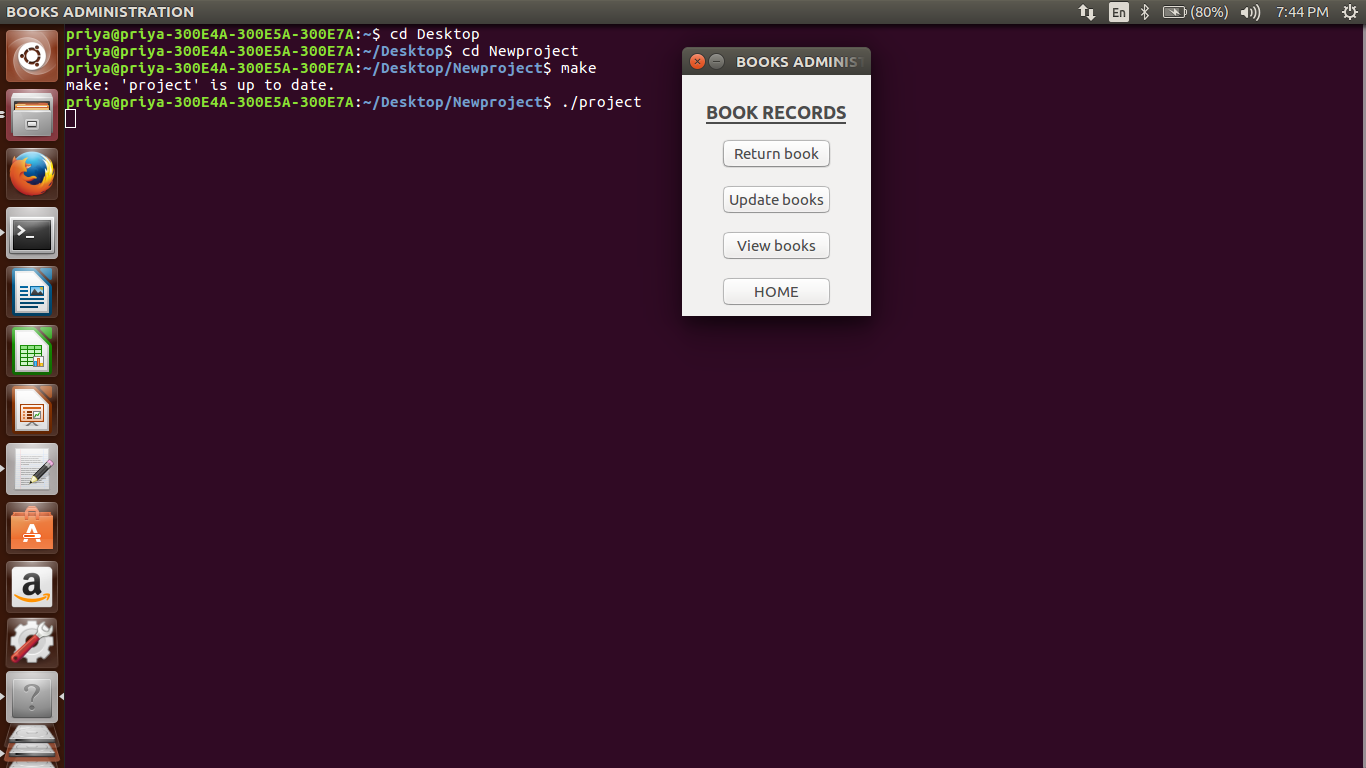 BOOKS ADMINISTRATION
En
(80%)
7:44 PM
priya@priya-300E4A-300E5A-300E7A:~$ cd Desktop
priya@priya-300E4A-300E5A-300E7A:~/Desktop$ cd Newproject
priya@priya-300E4A-300E5A-300E7A:~/Desktop/Newproject$ make
make: 'project' is up to date.
priya@priya-300E4A-300E5A-300E7A:~/Desktop/Newproject$ ./project
BOOKS ADMINIST
BOOK RECORDS
Return book
Update books
View books
HOME